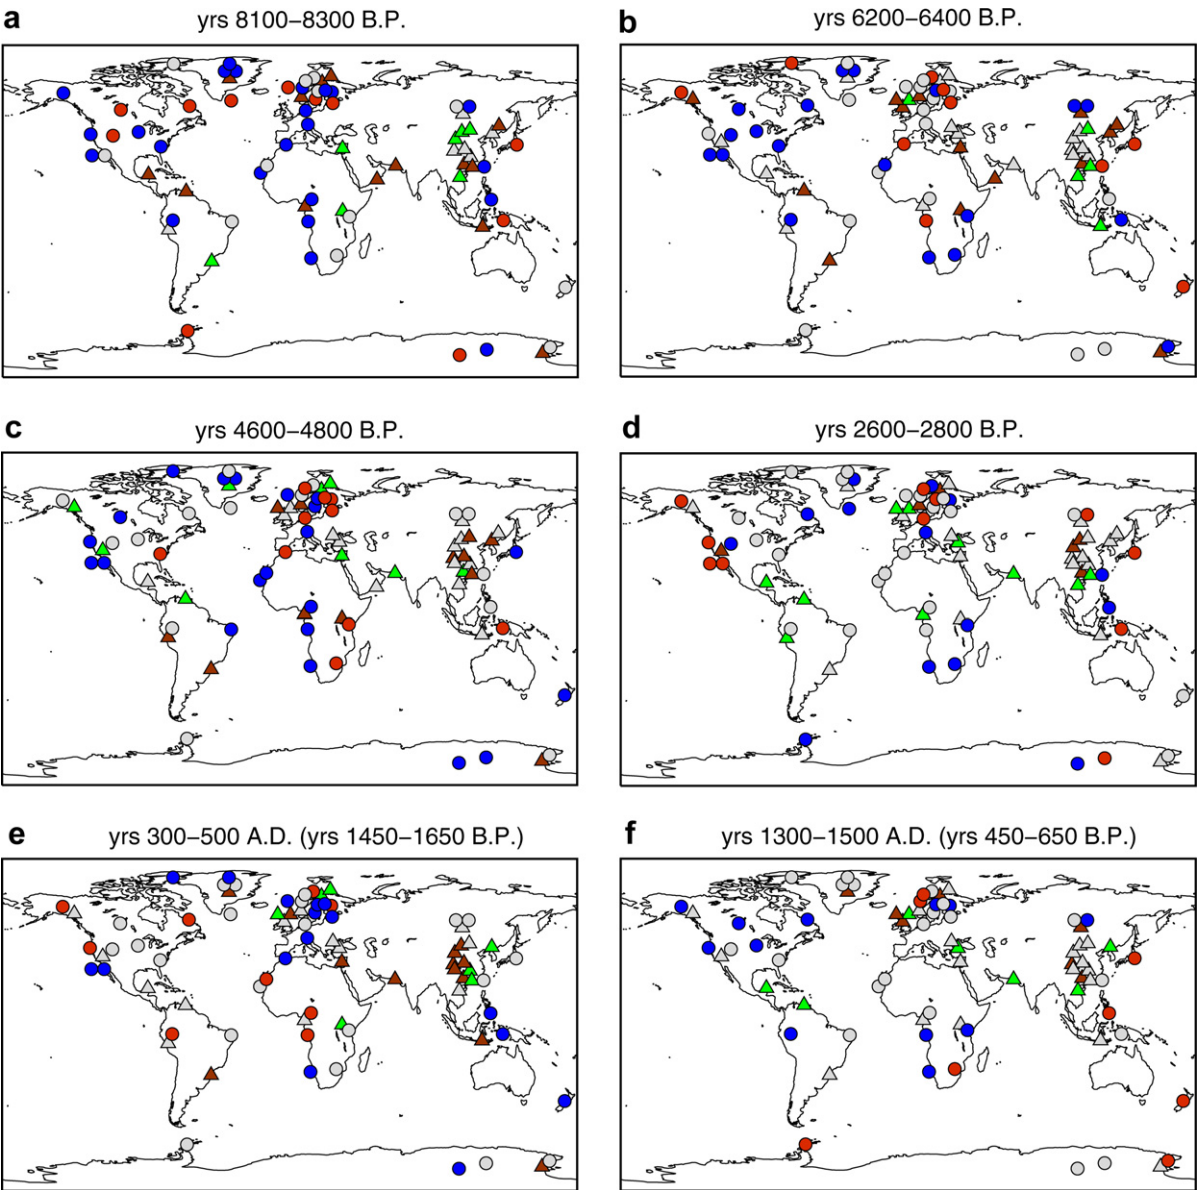 a yrs 8100–8300 B.P.
b yrs 6200–6400 B.P.
c yrs 4600–4800 B.P.
d yrs 2600–2800 B.P.
e yrs 300–500 A.D. (yrs 1450–1650 B.P.)
f yrs 1300–1500 A.D. (yrs 450–650 B.P.)